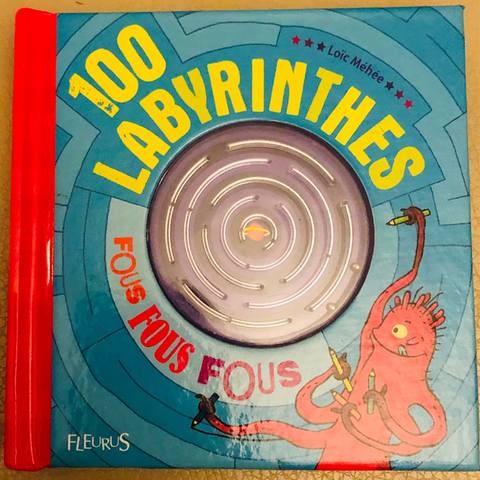 100
LABYRINTHES
Loïc Méhée
FOUS FOUS FOUS
FLEURUS